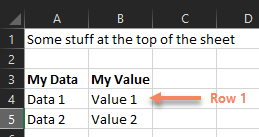 A B C D
1 Some stuff at the top of the sheet
2
3 My Data My Value
4 Data 1 Value 1 Row 1
5 Data 2 Value 2